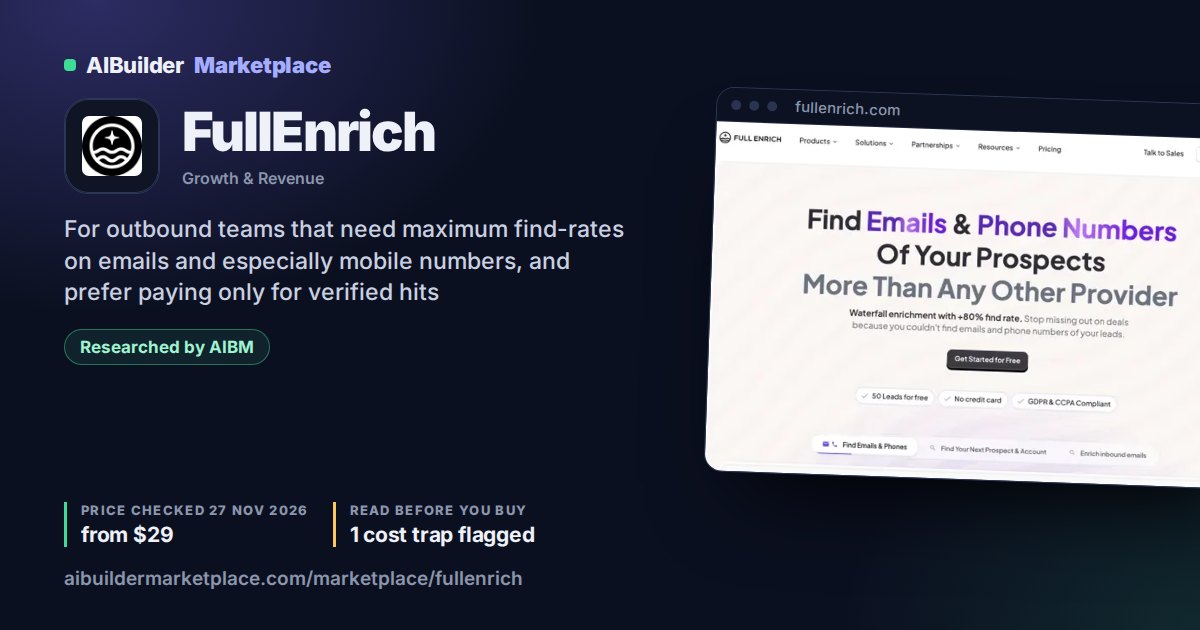 AIBuilder Marketplace
FullEnrich
Growth & Revenue
For outbound teams that need maximum find-rates
on emails and especially mobile numbers, and
prefer paying only for verified hits
Researched by AIBM
PRICE CHECKED 27 NOV 2026
from $29
READ BEFORE YOU BUY
1 cost trap flagged
aibuildermarketplace.com/marketplace/fullenrich
fullenrich.com
FULL ENRICH Products Solutions Partnerships Resources Pricing Talk to Sales
Find Emails & Phone Numbers
Of Your Prospects
More Than Any Other Provider
Waterfall enrichment with +80% find rate. Stop missing out on deals
because you couldn't find emails and phone numbers of your leads.
Get Started for Free
50 Leads for free No credit card GDPR & CCPA Compliant
Find Emails & Phones Find Your Next Prospect & Account Enrich inbound emails